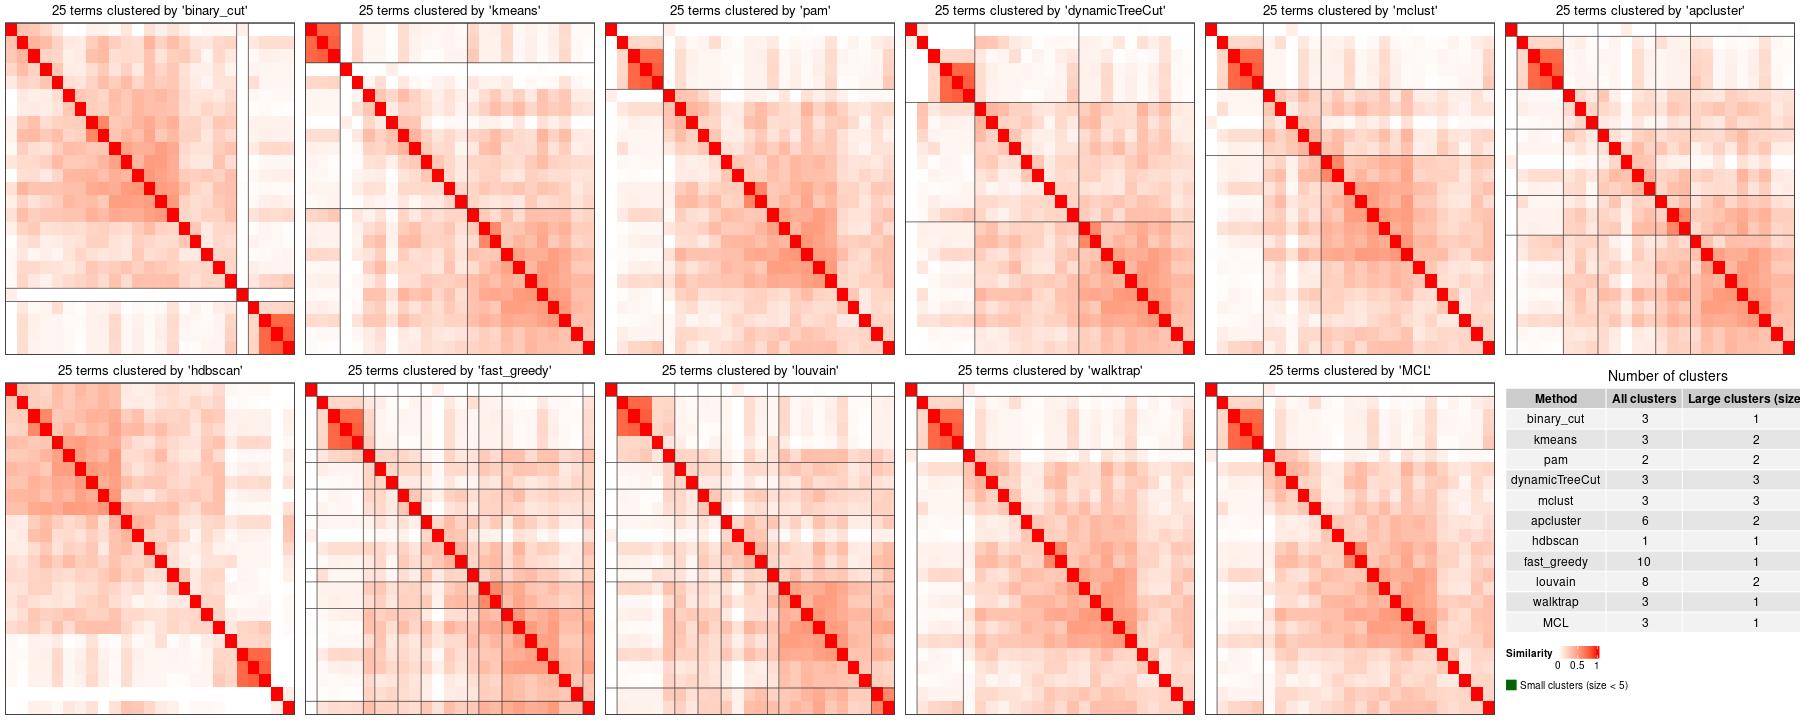 25 terms clustered by 'binary_cut'
25 terms clustered by 'kmeans'
25 terms clustered by 'pam'
25 terms clustered by 'dynamicTreeCut'
25 terms clustered by 'mclust'
25 terms clustered by 'apcluster'
25 terms clustered by 'hdbscan'
25 terms clustered by 'fast_greedy'
25 terms clustered by 'louvain'
25 terms clustered by 'walktrap'
25 terms clustered by 'MCL'
Number of clusters
Method All clusters Large clusters (size
binary_cut 3 1
kmeans 3 2
pam 2 2
dynamicTreeCut 3 3
mclust 3 3
apcluster 6 2
hdbscan 1 1
fast_greedy 10 1
louvain 8 2
walktrap 3 1
MCL 3 1
Similarity
0 0.5 1
Small clusters (size < 5)